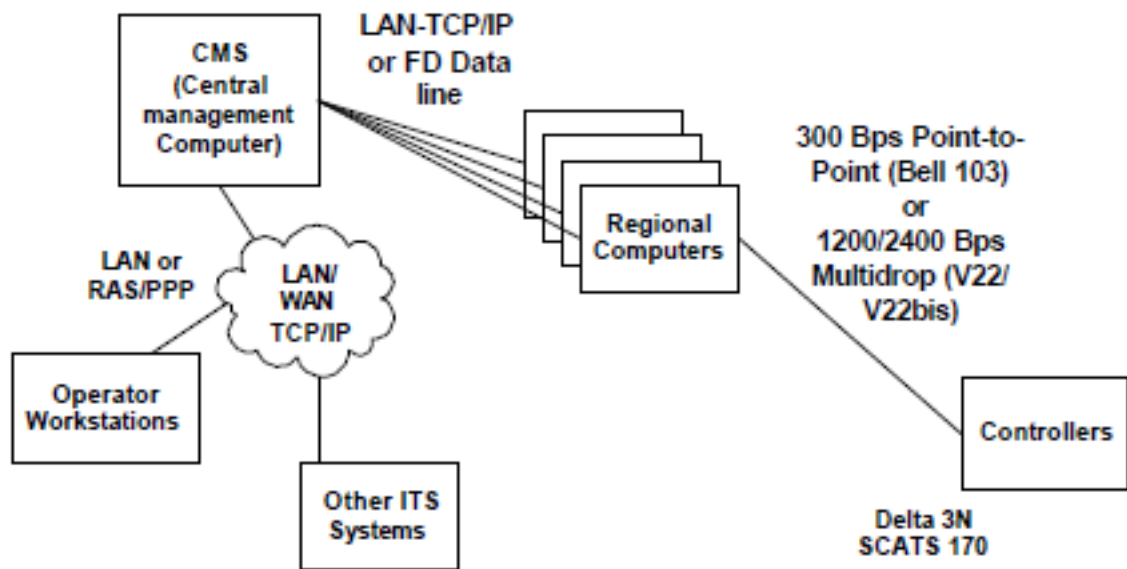 CMS
(Central
management
Computer)
LAN-TCP/IP
or FD Data
line
300 Bps Point-to-
Point (Bell 103)
or
1200/2400 Bps
Multidrop (V22/
V22bis)
Regional
Computers
LAN or
RAS/PPP
LAN/
WAN
TCP/IP
Operator
Workstations
Other ITS
Systems
Controllers
Delta 3N
SCATS 170